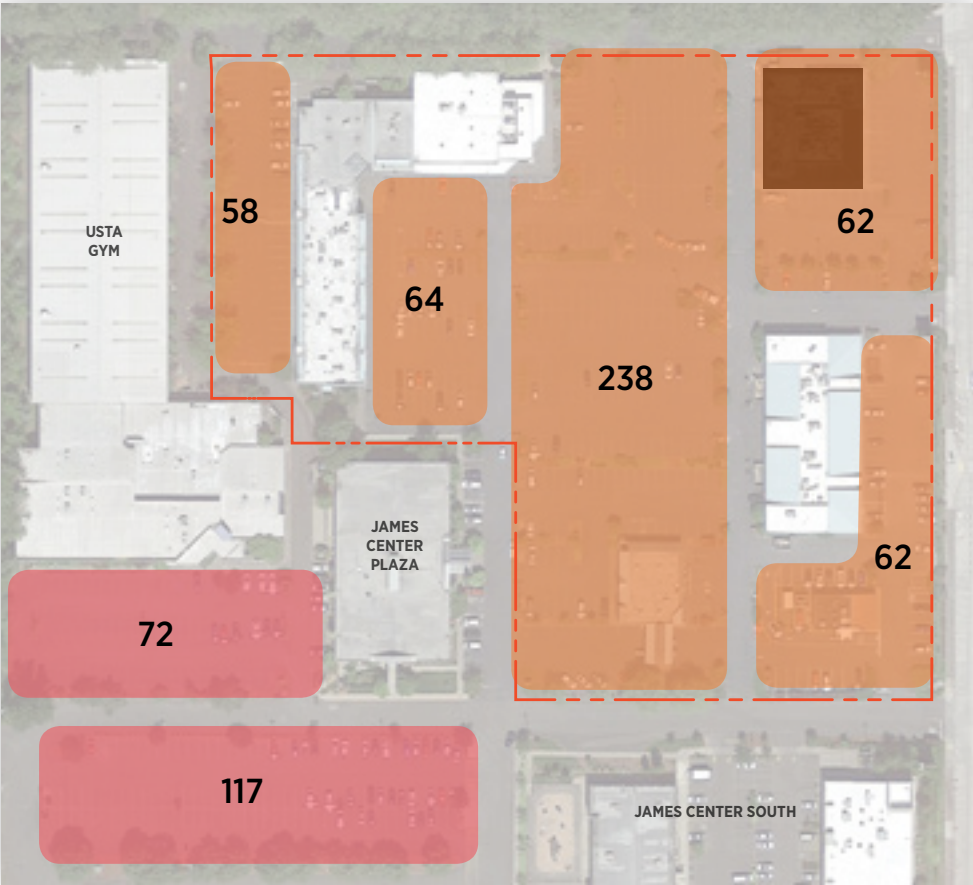 58
62
USTA
GYM
64
238
JAMES
CENTER
PLAZA
62
72
117
JAMES CENTER SOUTH